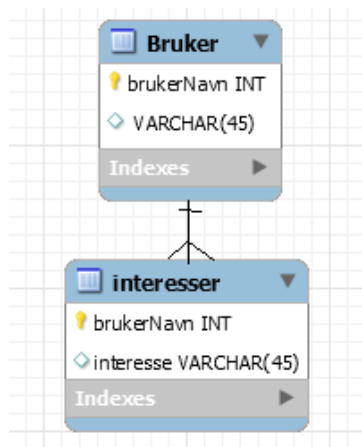 Bruker
brukerNavn INT
VARCHAR(45)
Indexes
interesser
brukerNavn INT
interesse VARCHAR(45)
Indexes